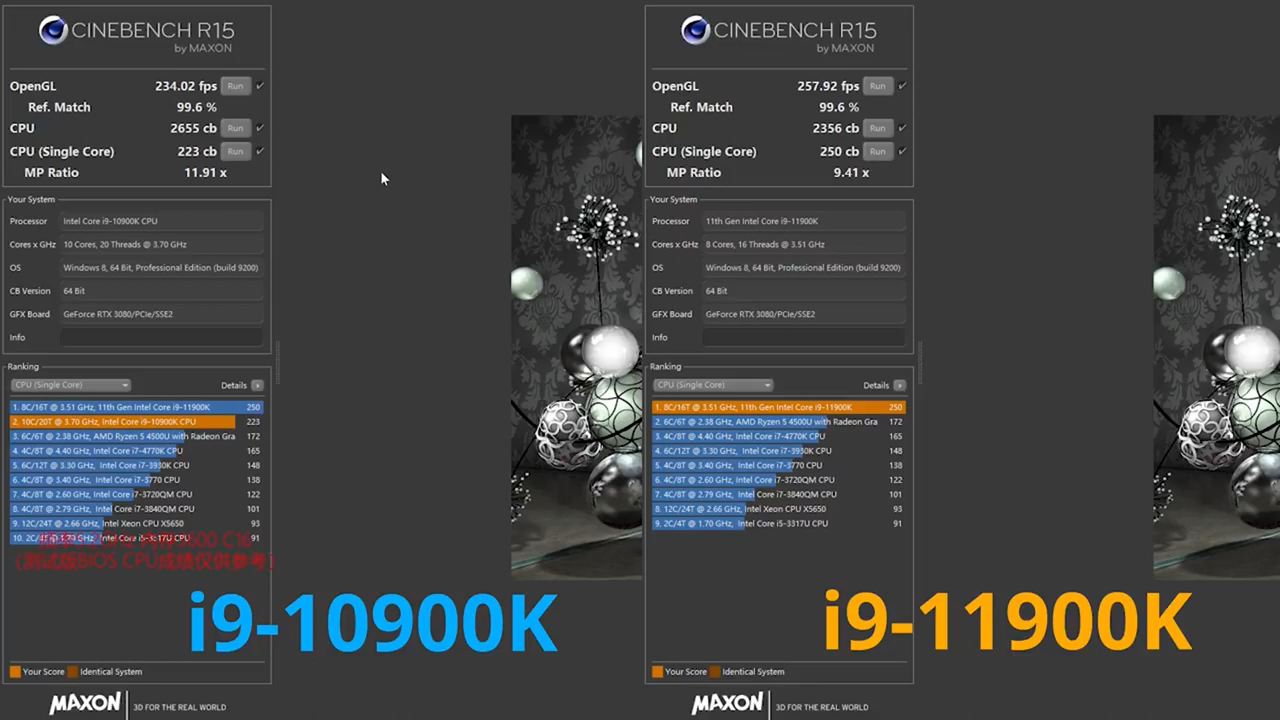 CINEBENCH R15
by MAXON
OpenGL 234.02 fps Run
Ref. Match 99.6 %
CPU 2655 cb Run
CPU (Single Core) 223 cb Run
MP Ratio 11.91 x
Your System
Processor Intel Core i9-10900K CPU
Cores x GHz 10 Cores, 20 Threads @ 3.70 GHz
OS Windows 8, 64 Bit, Professional Edition (build 9200)
CB Version 64 Bit
GFX Board GeForce RTX 3080/PCIe/SSE2
Info
Ranking
CPU (Single Core) Details
1. 8C/16T @ 3.51 GHz, 11th Gen Intel Core i9-11900K 250
2. 10C/20T @ 3.70 GHz, Intel Core i9-10900K CPU 223
3. 6C/6T @ 2.38 GHz, AMD Ryzen 5 4500U with Radeon Gra 172
4. 4C/8T @ 4.40 GHz, Intel Core i7-4770K CPU 165
5. 6C/12T @ 3.30 GHz, Intel Core i7-3930K CPU 148
6. 4C/8T @ 3.40 GHz, Intel Core i7-3770 CPU 138
7. 4C/8T @ 2.60 GHz, Intel Core i7-3720QM CPU 122
8. 4C/8T @ 2.79 GHz, Intel Core i7-3840QM CPU 101
9. 12C/24T @ 2.66 GHz, Intel Xeon CPU X5650 93
10. 2C/4T @ 1.70 GHz, Intel Core i5-3317U CPU 91
(测试版BIOS CPU成绩仅供参考)
i9-10900K
Your Score Identical System
MAXON 3D FOR THE REAL WORLD
CINEBENCH R15
by MAXON
OpenGL 257.92 fps Run
Ref. Match 99.6 %
CPU 2356 cb Run
CPU (Single Core) 250 cb Run
MP Ratio 9.41 x
Your System
Processor 11th Gen Intel Core i9-11900K
Cores x GHz 8 Cores, 16 Threads @ 3.51 GHz
OS Windows 8, 64 Bit, Professional Edition (build 9200)
CB Version 64 Bit
GFX Board GeForce RTX 3080/PCIe/SSE2
Info
Ranking
CPU (Single Core) Details
1. 8C/16T @ 3.51 GHz, 11th Gen Intel Core i9-11900K 250
2. 6C/6T @ 2.38 GHz, AMD Ryzen 5 4500U with Radeon Gra 172
3. 4C/8T @ 4.40 GHz, Intel Core i7-4770K CPU 165
4. 6C/12T @ 3.30 GHz, Intel Core i7-3930K CPU 148
5. 4C/8T @ 3.40 GHz, Intel Core i7-3770 CPU 138
6. 4C/8T @ 2.60 GHz, Intel Core i7-3720QM CPU 122
7. 4C/8T @ 2.79 GHz, Intel Core i7-3840QM CPU 101
8. 12C/24T @ 2.66 GHz, Intel Xeon CPU X5650 93
9. 2C/4T @ 1.70 GHz, Intel Core i5-3317U CPU 91
i9-11900K
Your Score Identical System
MAXON 3D FOR THE REAL WORLD